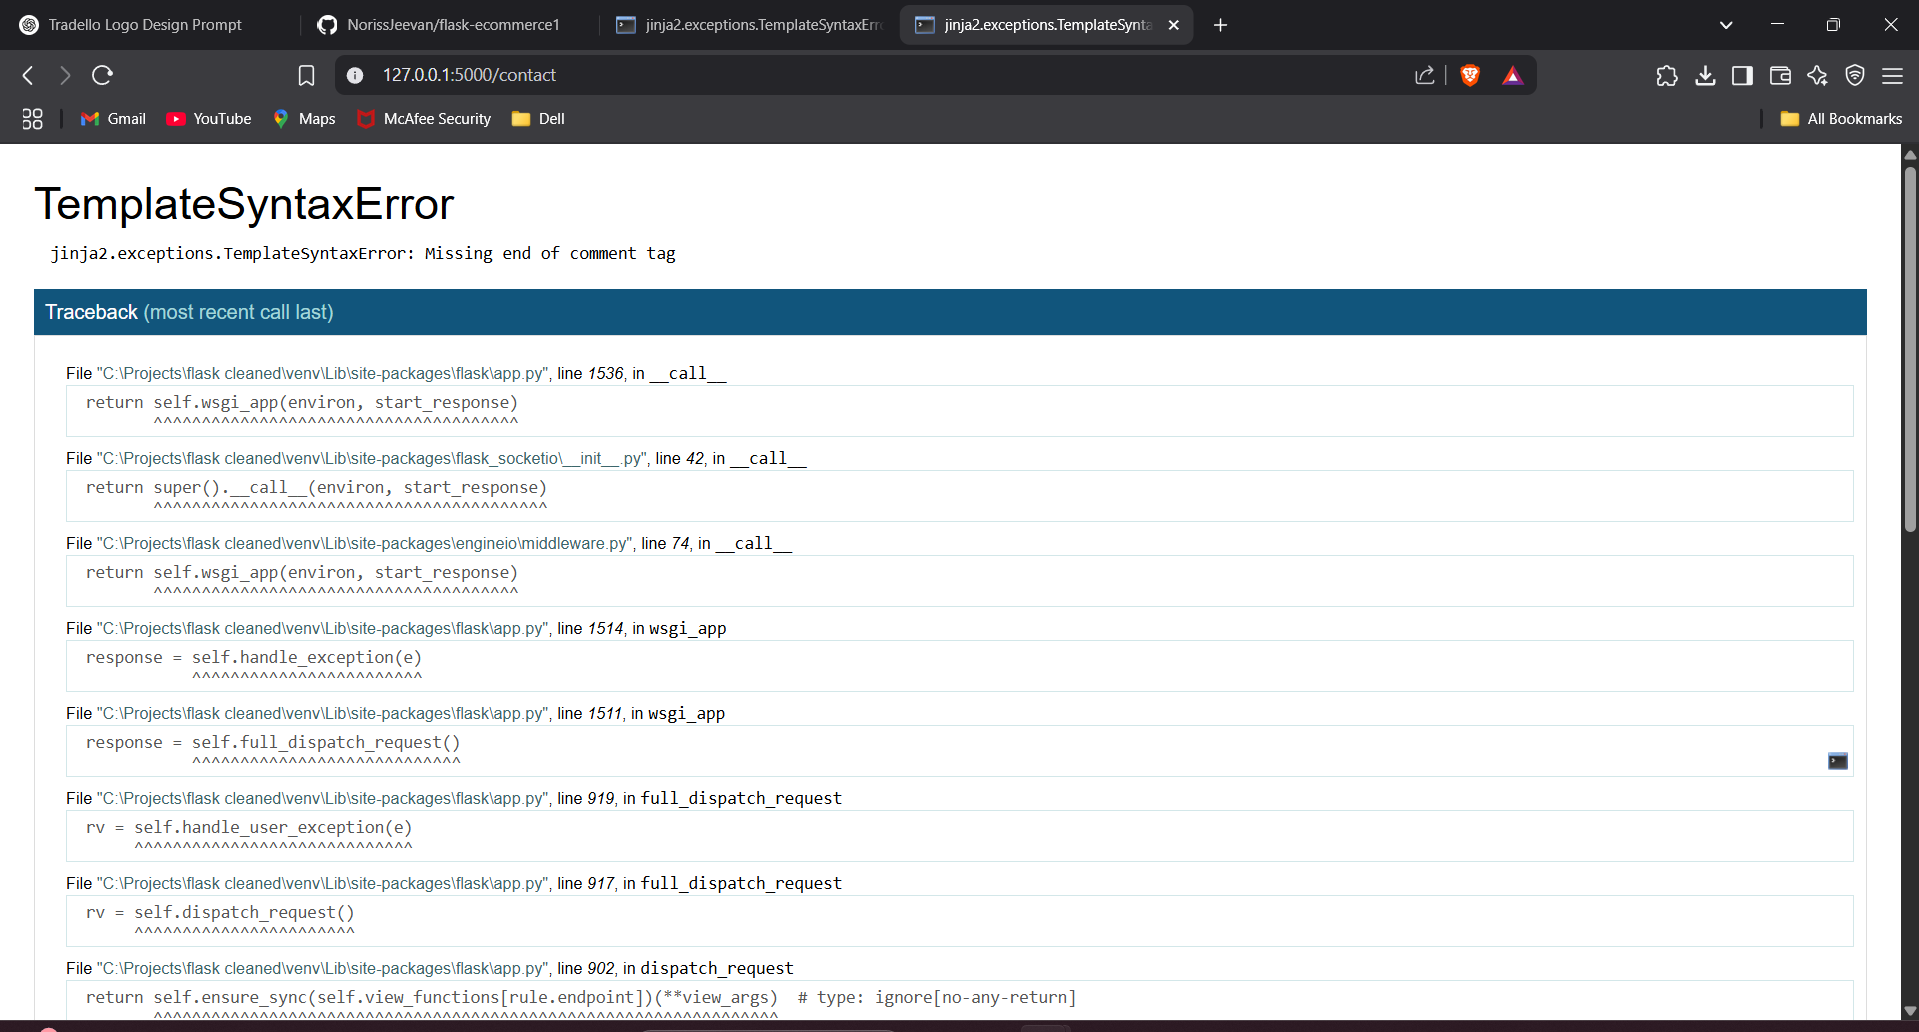 Tradello Logo Design Prompt
NorissJeevan/flask-ecommerce1
jinja2.exceptions.TemplateSyntaxErr
jinja2.exceptions.TemplateSynta
127.0.0.1:5000/contact
Gmail
YouTube
Maps
McAfee Security
Dell
All Bookmarks
TemplateSyntaxError
jinja2.exceptions.TemplateSyntaxError: Missing end of comment tag
Traceback (most recent call last)
File "C:\Projects\flask cleaned\venv\Lib\site-packages\flask\app.py", line 1536, in __call__
return self.wsgi_app(environ, start_response)
^^^^^^^^^^^^^^^^^^^^^^^^^^^^^^^^^^^^^^
File "C:\Projects\flask cleaned\venv\Lib\site-packages\flask_socketio\__init__.py", line 42, in __call__
return super().__call__(environ, start_response)
^^^^^^^^^^^^^^^^^^^^^^^^^^^^^^^^^^^^^^^^^
File "C:\Projects\flask cleaned\venv\Lib\site-packages\engineio\middleware.py", line 74, in __call__
return self.wsgi_app(environ, start_response)
^^^^^^^^^^^^^^^^^^^^^^^^^^^^^^^^^^^^^^
File "C:\Projects\flask cleaned\venv\Lib\site-packages\flask\app.py", line 1514, in wsgi_app
response = self.handle_exception(e)
^^^^^^^^^^^^^^^^^^^^^^^^
File "C:\Projects\flask cleaned\venv\Lib\site-packages\flask\app.py", line 1511, in wsgi_app
response = self.full_dispatch_request()
^^^^^^^^^^^^^^^^^^^^^^^^^^^^
File "C:\Projects\flask cleaned\venv\Lib\site-packages\flask\app.py", line 919, in full_dispatch_request
rv = self.handle_user_exception(e)
^^^^^^^^^^^^^^^^^^^^^^^^^^^^^
File "C:\Projects\flask cleaned\venv\Lib\site-packages\flask\app.py", line 917, in full_dispatch_request
rv = self.dispatch_request()
^^^^^^^^^^^^^^^^^^^^^^^
File "C:\Projects\flask cleaned\venv\Lib\site-packages\flask\app.py", line 902, in dispatch_request
return self.ensure_sync(self.view_functions[rule.endpoint])(**view_args)  # type: ignore[no-any-return]
^^^^^^^^^^^^^^^^^^^^^^^^^^^^^^^^^^^^^^^^^^^^^^^^^^^^^^^^^^^^^^^^^